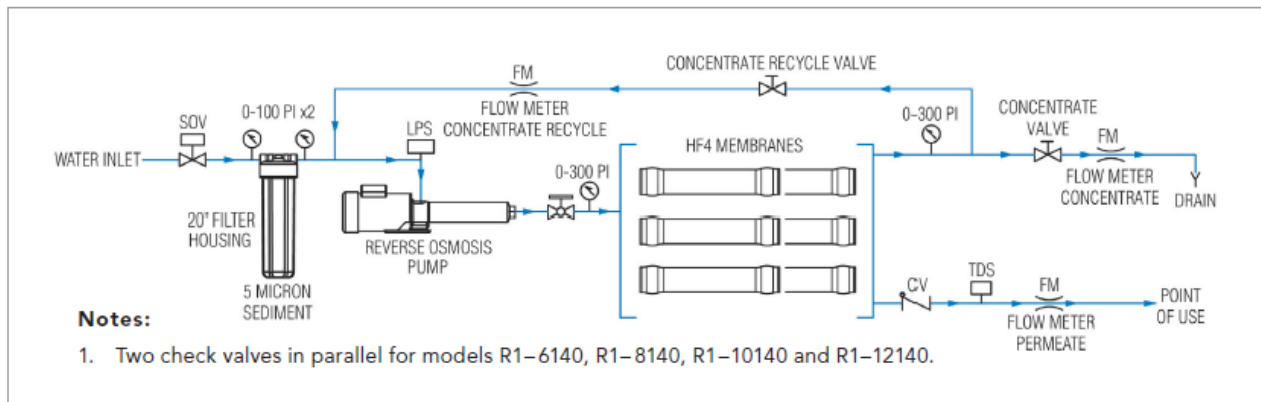 CONCENTRATE RECYCLE VALVE
FM
FLOW METER
CONCENTRATE RECYCLE
0-100 PI x2
SOV
LPS
WATER INLET
20" FILTER
HOUSING
5 MICRON
SEDIMENT
REVERSE OSMOSIS
PUMP
0-300 PI
HF4 MEMBRANES
0-300 PI
CONCENTRATE
VALVE
FM
FLOW METER
CONCENTRATE
DRAIN
CV
TDS
FM
FLOW METER
PERMEATE
POINT
OF USE
Notes:
1. Two check valves in parallel for models R1–6140, R1–8140, R1–10140 and R1–12140.